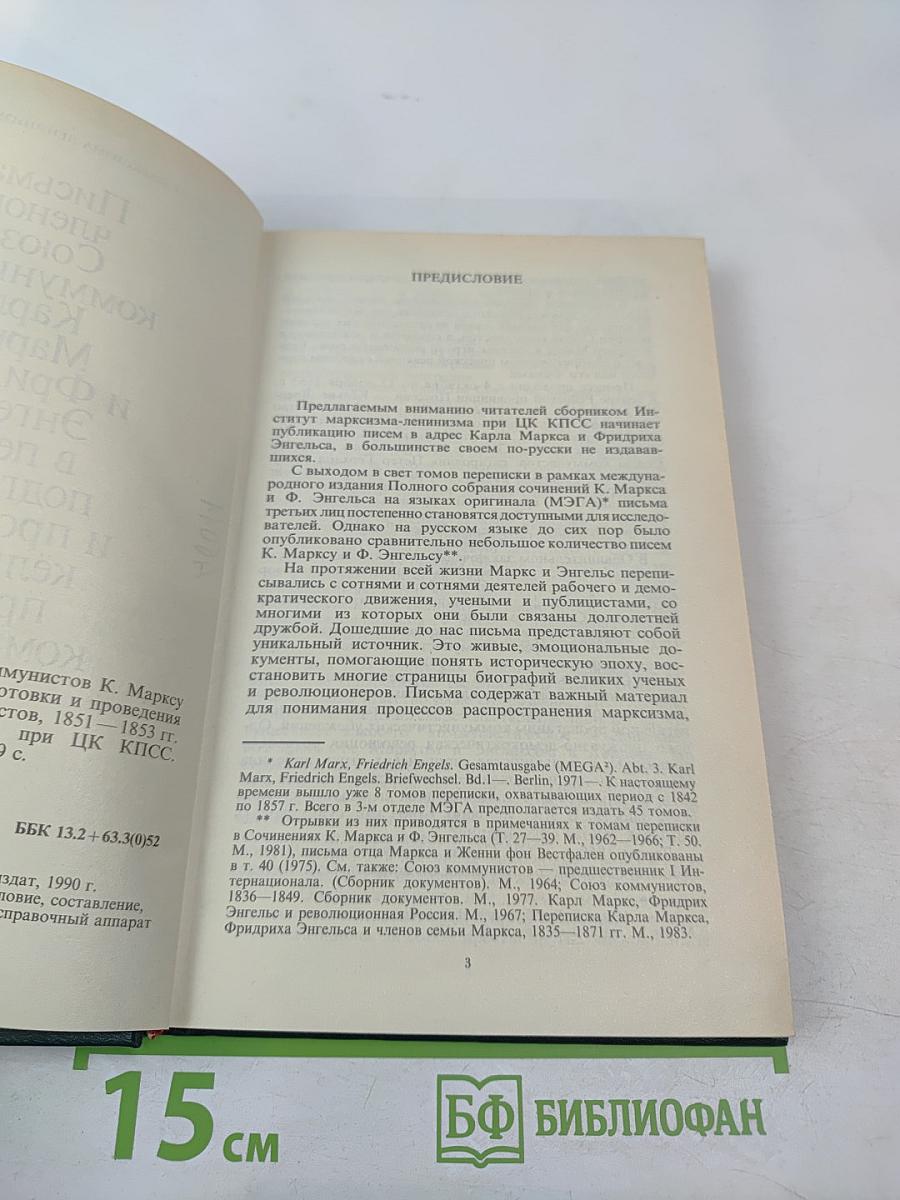 ммунистов К. Марксу
отовки и проведения
стов, 1851—1853 гг.
при ЦК КПСС.
9 с.
ББК 13.2+63.3(0)52
издат, 1990 г.
ловие, составление,
справочный аппарат
ПРЕДИСЛОВИЕ
Предлагаемым вниманию читателей сборником Ин-
ститут марксизма-ленинизма при ЦК КПСС начинает
публикацию писем в адрес Карла Маркса и Фридриха
Энгельса, в большинстве своем по-русски не издавав-
шихся.
С выходом в свет томов переписки в рамках междуна-
родного издания Полного собрания сочинений К. Маркса
и Ф. Энгельса на языках оригинала (МЭГА)* письма
третьих лиц постепенно становятся доступными для исследо-
вателей. Однако на русском языке до сих пор было
опубликовано сравнительно небольшое количество писем
К. Марксу и Ф. Энгельсу**.
На протяжении всей жизни Маркс и Энгельс перепи-
сывались с сотнями и сотнями деятелей рабочего и демо-
кратического движения, учеными и публицистами, со
многими из которых они были связаны долголетней
дружбой. Дошедшие до нас письма представляют собой
уникальный источник. Это живые, эмоциональные до-
кументы, помогающие понять историческую эпоху, вос-
становить многие страницы биографий великих ученых
и революционеров. Письма содержат важный материал
для понимания процессов распространения марксизма,
* Karl Marx, Friedrich Engels. Gesamtausgabe (MEGA²). Abt. 3. Karl
Marx, Friedrich Engels. Briefwechsel. Bd.1—. Berlin, 1971—. К настоящему
времени вышло уже 8 томов переписки, охватывающих период с 1842
по 1857 г. Всего в 3-м отделе МЭГА предполагается издать 45 томов.
** Отрывки из них приводятся в примечаниях к томам переписки
в Сочинениях К. Маркса и Ф. Энгельса (Т. 27—39. М., 1962—1966; Т. 50.
М., 1981), письма отца Маркса и Женни фон Вестфален опубликованы
в т. 40 (1975). См. также: Союз коммунистов — предшественник I Ин-
тернационала. (Сборник документов). М., 1964; Союз коммунистов,
1836—1849. Сборник документов. М., 1977. Карл Маркс, Фридрих
Энгельс и революционная Россия. М., 1967; Переписка Карла Маркса,
Фридриха Энгельса и членов семьи Маркса, 1835—1871 гг. М., 1983.
3
15 см
БФ БИБЛИОФАН